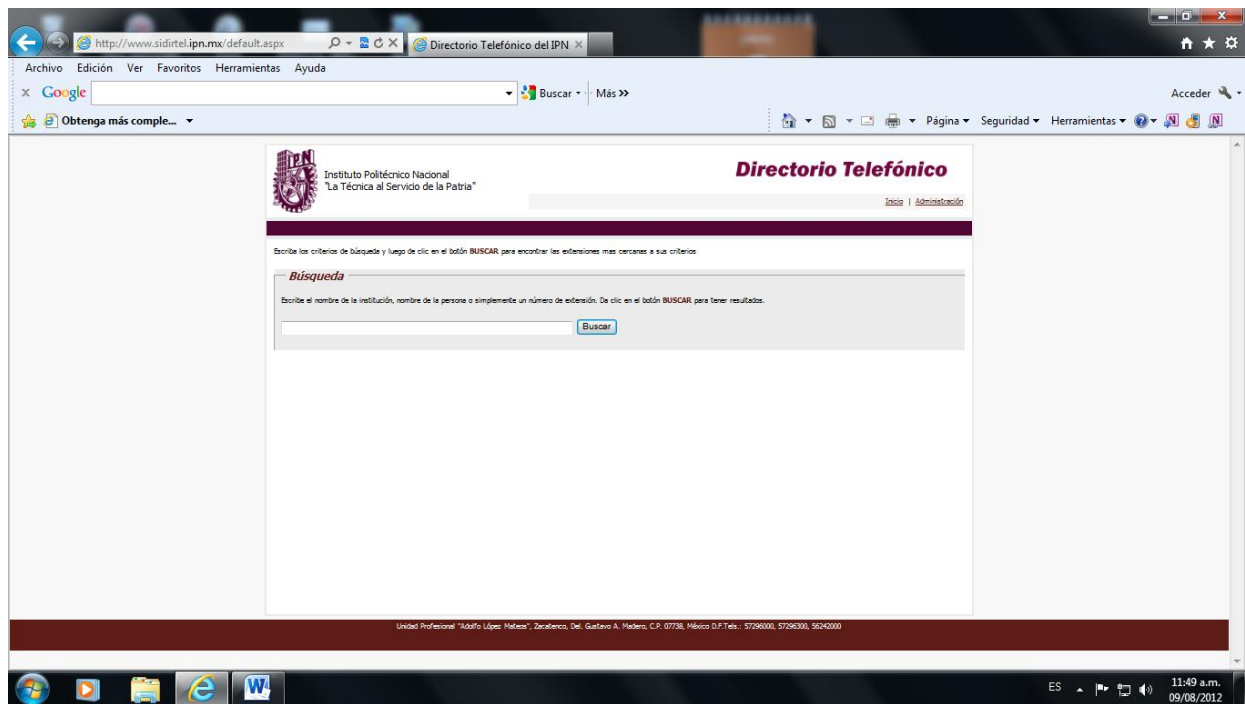 http://www.sidirtel.ipn.mx/default.aspx
Directorio Telefónico del IPN
Archivo Edición Ver Favoritos Herramientas Ayuda
x Google Buscar Más >> Acceder
Obtenga más comple... Página Seguridad Herramientas
IPN
Instituto Politécnico Nacional
"La Técnica al Servicio de la Patria"
Directorio Telefónico
Inicio | Administración
Escriba los criterios de búsqueda y luego de clic en el botón BUSCAR para encontrar las extensiones mas cercanas a sus criterios.
Búsqueda
Escribe el nombre de la institución, nombre de la persona o simplemente un número de extensión. Da clic en el botón BUSCAR para tener resultados.
Buscar
Unidad Profesional "Adolfo López Mateos", Zacatenco, Del. Gustavo A. Madero, C.P. 07738, México D.F.Tels.: 57296000, 57296300, 56242000
ES
11:49 a.m.
09/08/2012